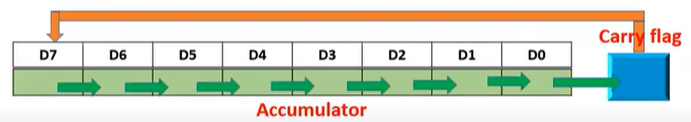 Carry flag
D7 D6 D5 D4 D3 D2 D1 D0
Accumulator